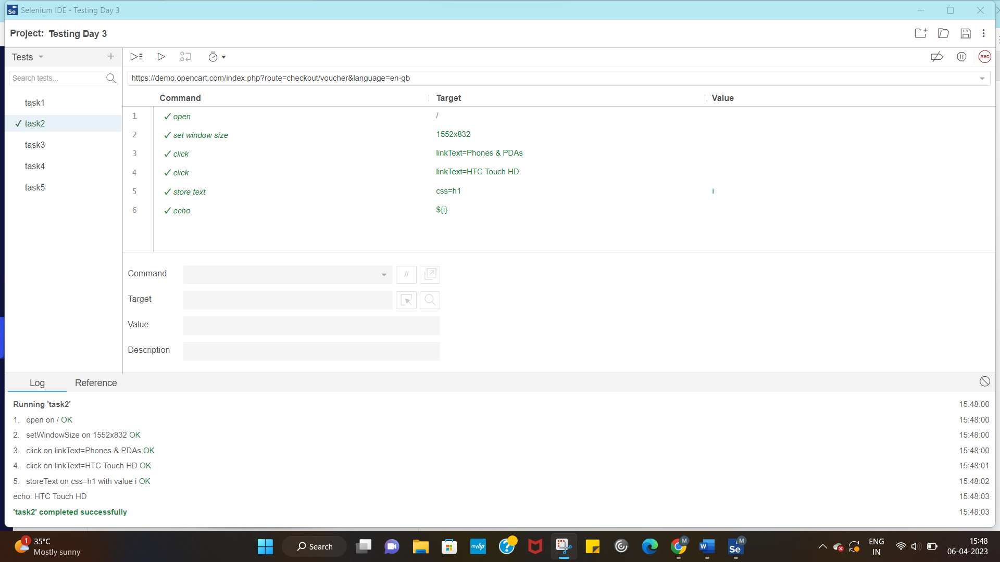 Selenium IDE - Testing Day 3
Project: Testing Day 3
Tests
Search tests...
task1
✓ task2
task3
task4
task5
REC
https://demo.opencart.com/index.php?route=checkout/voucher&language=en-gb
Command Target Value
1 ✓ open /
2 ✓ set window size 1552x832
3 ✓ click linkText=Phones & PDAs
4 ✓ click linkText=HTC Touch HD
5 ✓ store text css=h1 i
6 ✓ echo ${i}
Command
//
Target
Value
Description
Log Reference
Running 'task2' 15:48:00
1. open on / OK 15:48:00
2. setWindowSize on 1552x832 OK 15:48:00
3. click on linkText=Phones & PDAs OK 15:48:00
4. click on linkText=HTC Touch HD OK 15:48:01
5. storeText on css=h1 with value i OK 15:48:02
echo: HTC Touch HD 15:48:03
'task2' completed successfully 15:48:03
1
35°C
Mostly sunny
Search
myhp
?
M
W
Se
M
ENG
IN
15:48
06-04-2023